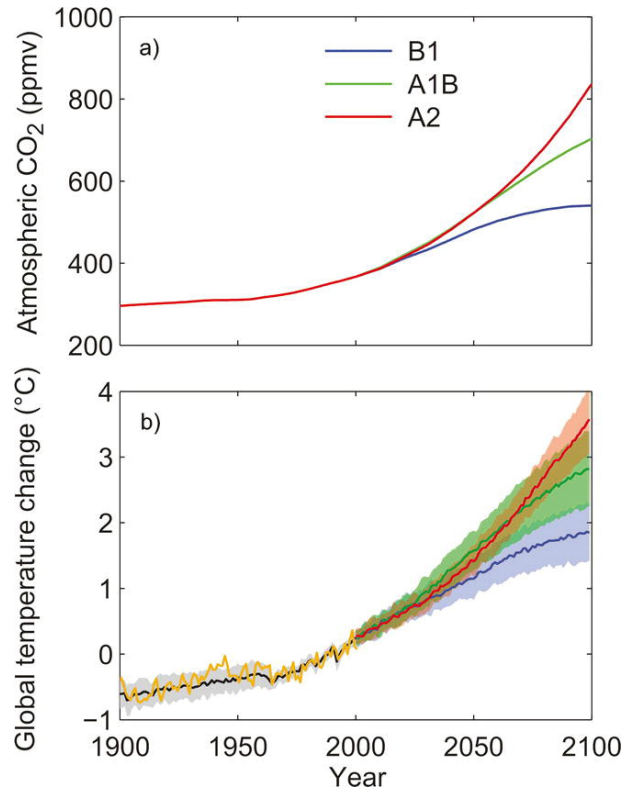 a)
B1
A1B
A2
Atmospheric CO₂ (ppmv)
1000
800
600
400
200
b)
Global temperature change (°C)
4
3
2
1
0
−1
1900
1950
2000
2050
2100
Year